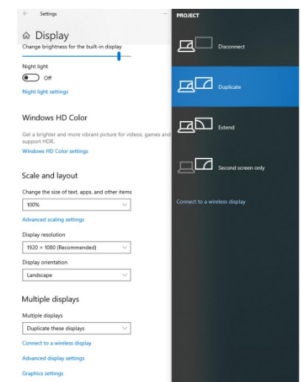 Settings
Display
Change brightness for the built-in display
Night light
Off
Night light settings
Windows HD Color
Get a brighter and more vibrant picture for videos, games and
support HDR.
Windows HD Color settings
Scale and layout
Change the size of text, apps, and other items
100%
Advanced scaling settings
Display resolution
1920 × 1080 (Recommended)
Display orientation
Landscape
Multiple displays
Multiple displays
Duplicate these displays
Connect to a wireless display
Advanced display settings
Graphics settings
PROJECT
Disconnect
Duplicate
Extend
Second screen only
Connect to a wireless display